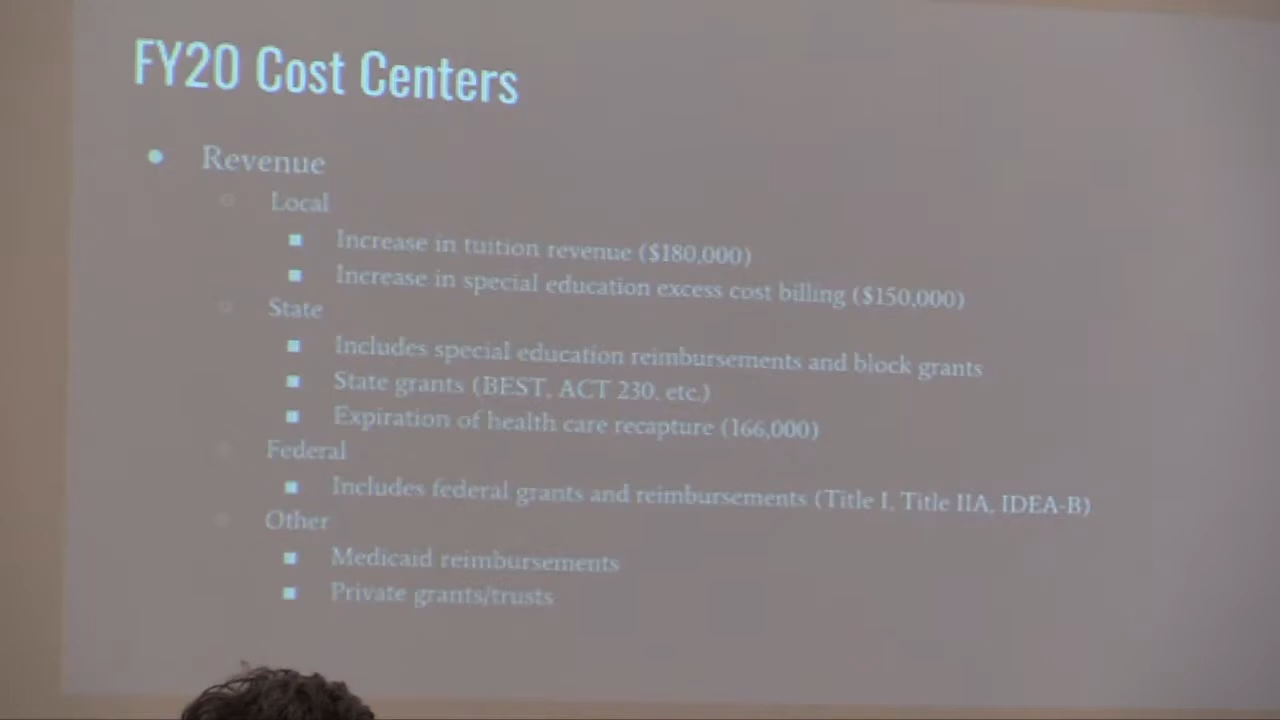 FY20 Cost Centers
Revenue
Local
Increase in tuition revenue ($180,000)
Increase in special education excess cost billing ($150,000)
State
Includes special education reimbursements and block grants
State grants (BEST, ACT 230, etc.)
Expiration of health care recapture (166,000)
Federal
Includes federal grants and reimbursements (Title I, Title IIA, IDEA-B)
Other
Medicaid reimbursements
Private grants/trusts